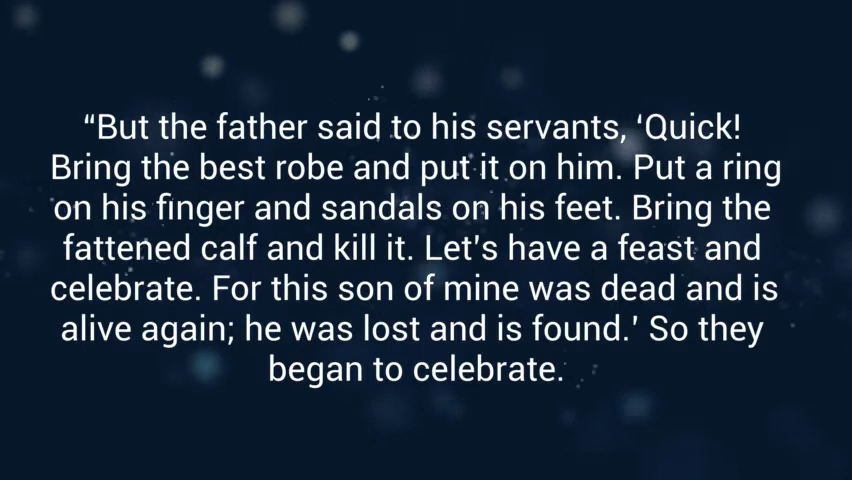 “But the father said to his servants, ‘Quick!
Bring the best robe and put it on him. Put a ring
on his finger and sandals on his feet. Bring the
fattened calf and kill it. Let's have a feast and
celebrate. For this son of mine was dead and is
alive again; he was lost and is found.’ So they
began to celebrate.